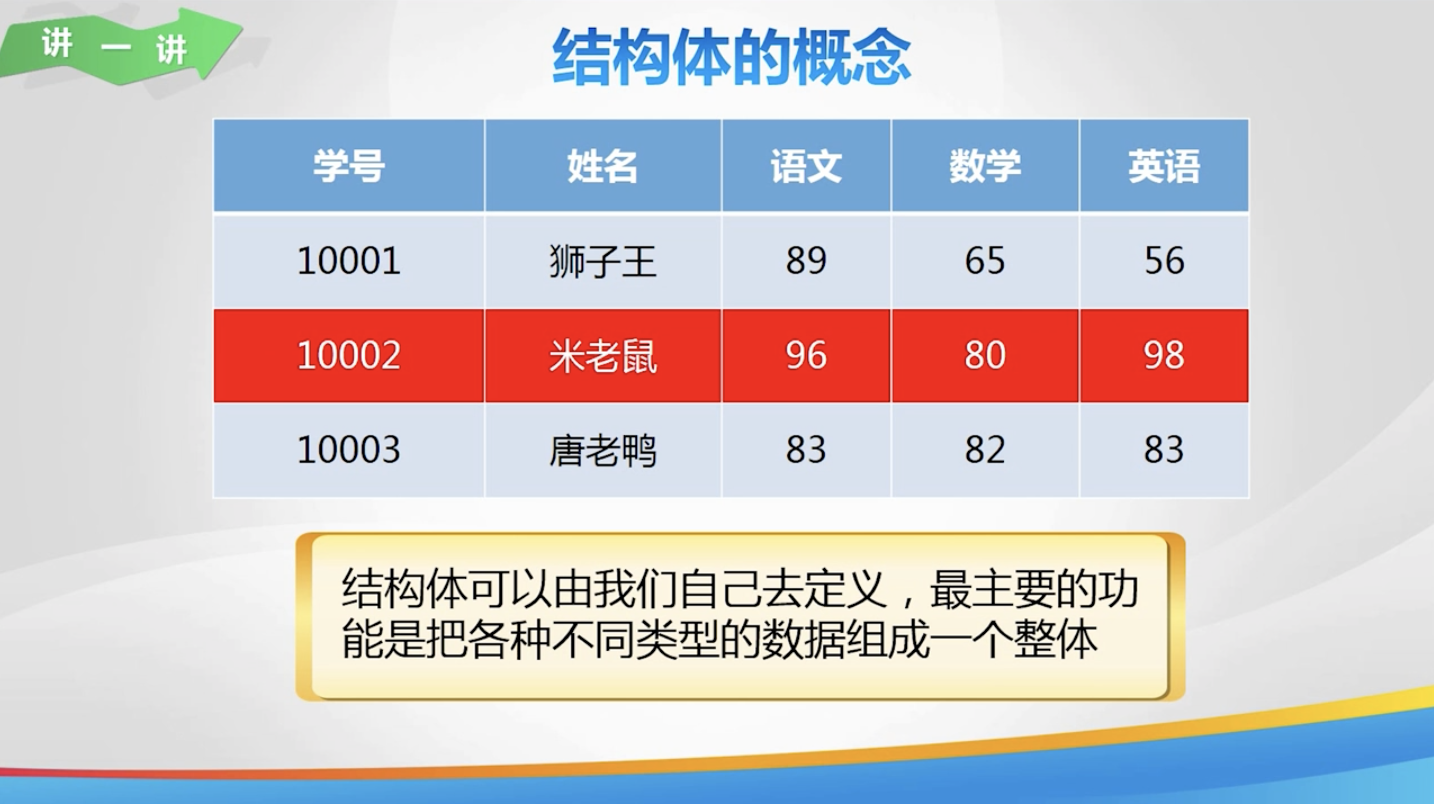 讲一讲
结构体的概念
学号 姓名 语文 数学 英语
10001 狮子王 89 65 56
10002 米老鼠 96 80 98
10003 唐老鸭 83 82 83
结构体可以由我们自己去定义，最主要的功
能是把各种不同类型的数据组成一个整体